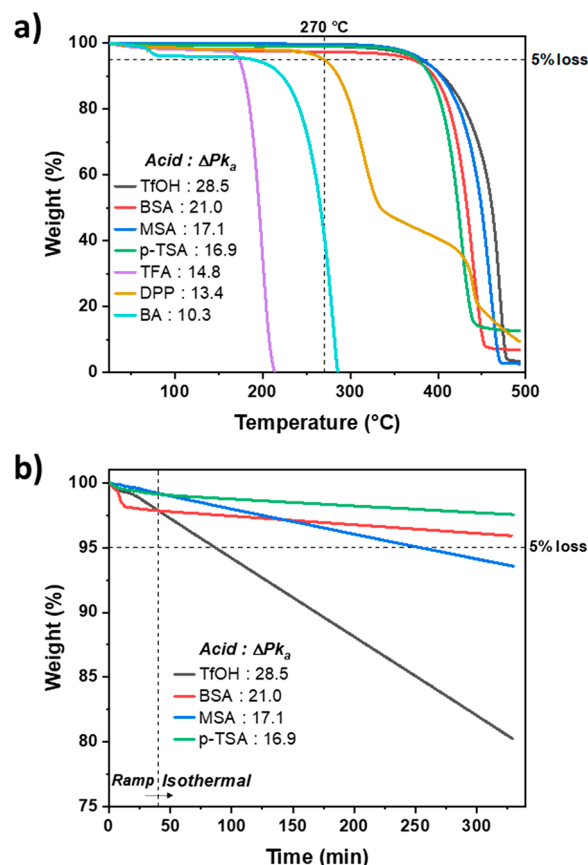 a)
270 °C
5% loss
Weight (%)
100
80
60
40
20
0
Acid : ΔPka
TfOH : 28.5
BSA : 21.0
MSA : 17.1
p-TSA : 16.9
TFA : 14.8
DPP : 13.4
BA : 10.3
100 200 300 400 500
Temperature (°C)
b)
5% loss
Weight (%)
100
95
90
85
80
75
Acid : ΔPka
TfOH : 28.5
BSA : 21.0
MSA : 17.1
p-TSA : 16.9
Ramp Isothermal
0 50 100 150 200 250 300
Time (min)